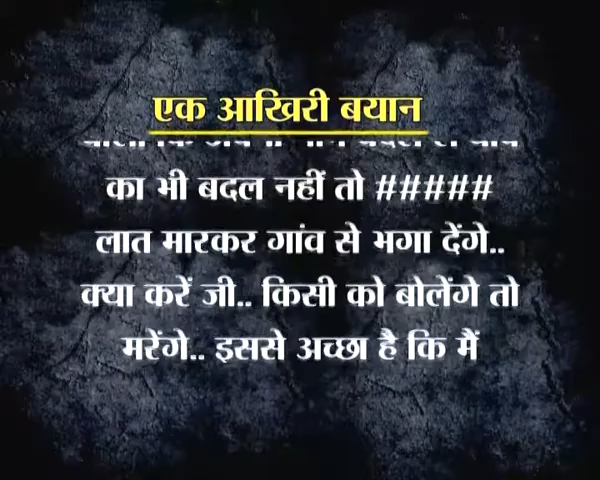 एक आखिरी बयान
का भी बदल नहीं तो #####
लात मारकर गांव से भगा देंगे..
क्या करें जी.. किसी को बोलेंगे तो
मरेंगे.. इससे अच्छा है कि मैं